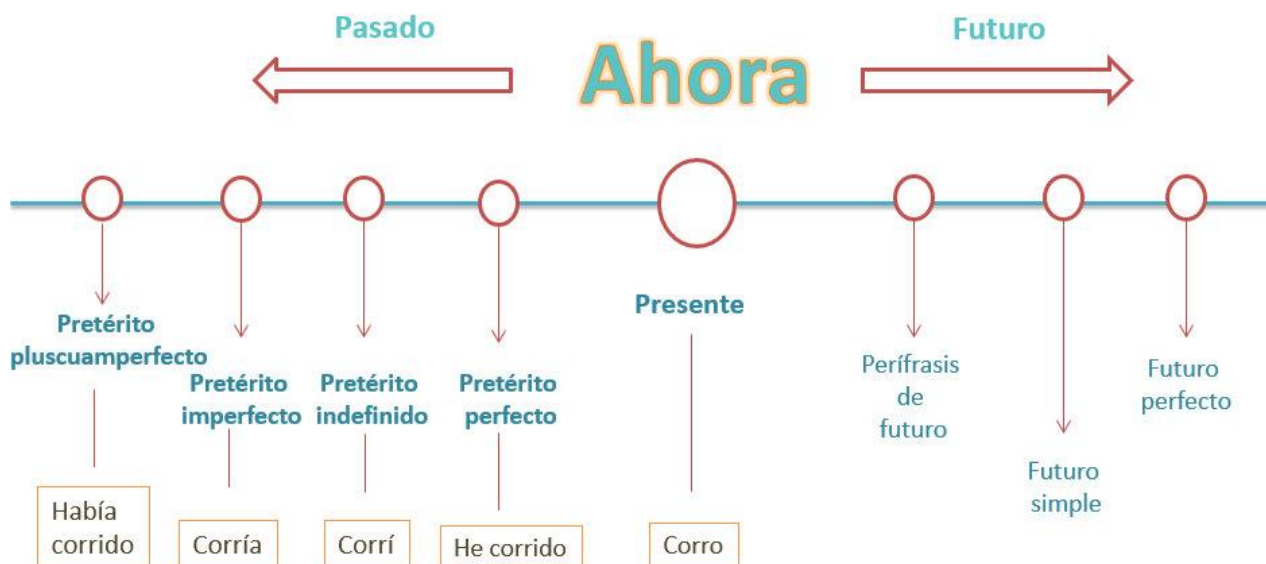 Pasado
Ahora
Futuro
Pretérito
pluscuamperfecto
Pretérito
imperfecto
Pretérito
indefinido
Pretérito
perfecto
Presente
Perífrasis
de
futuro
Futuro
simple
Futuro
perfecto
Había
corrido
Corría
Corrí
He corrido
Corro